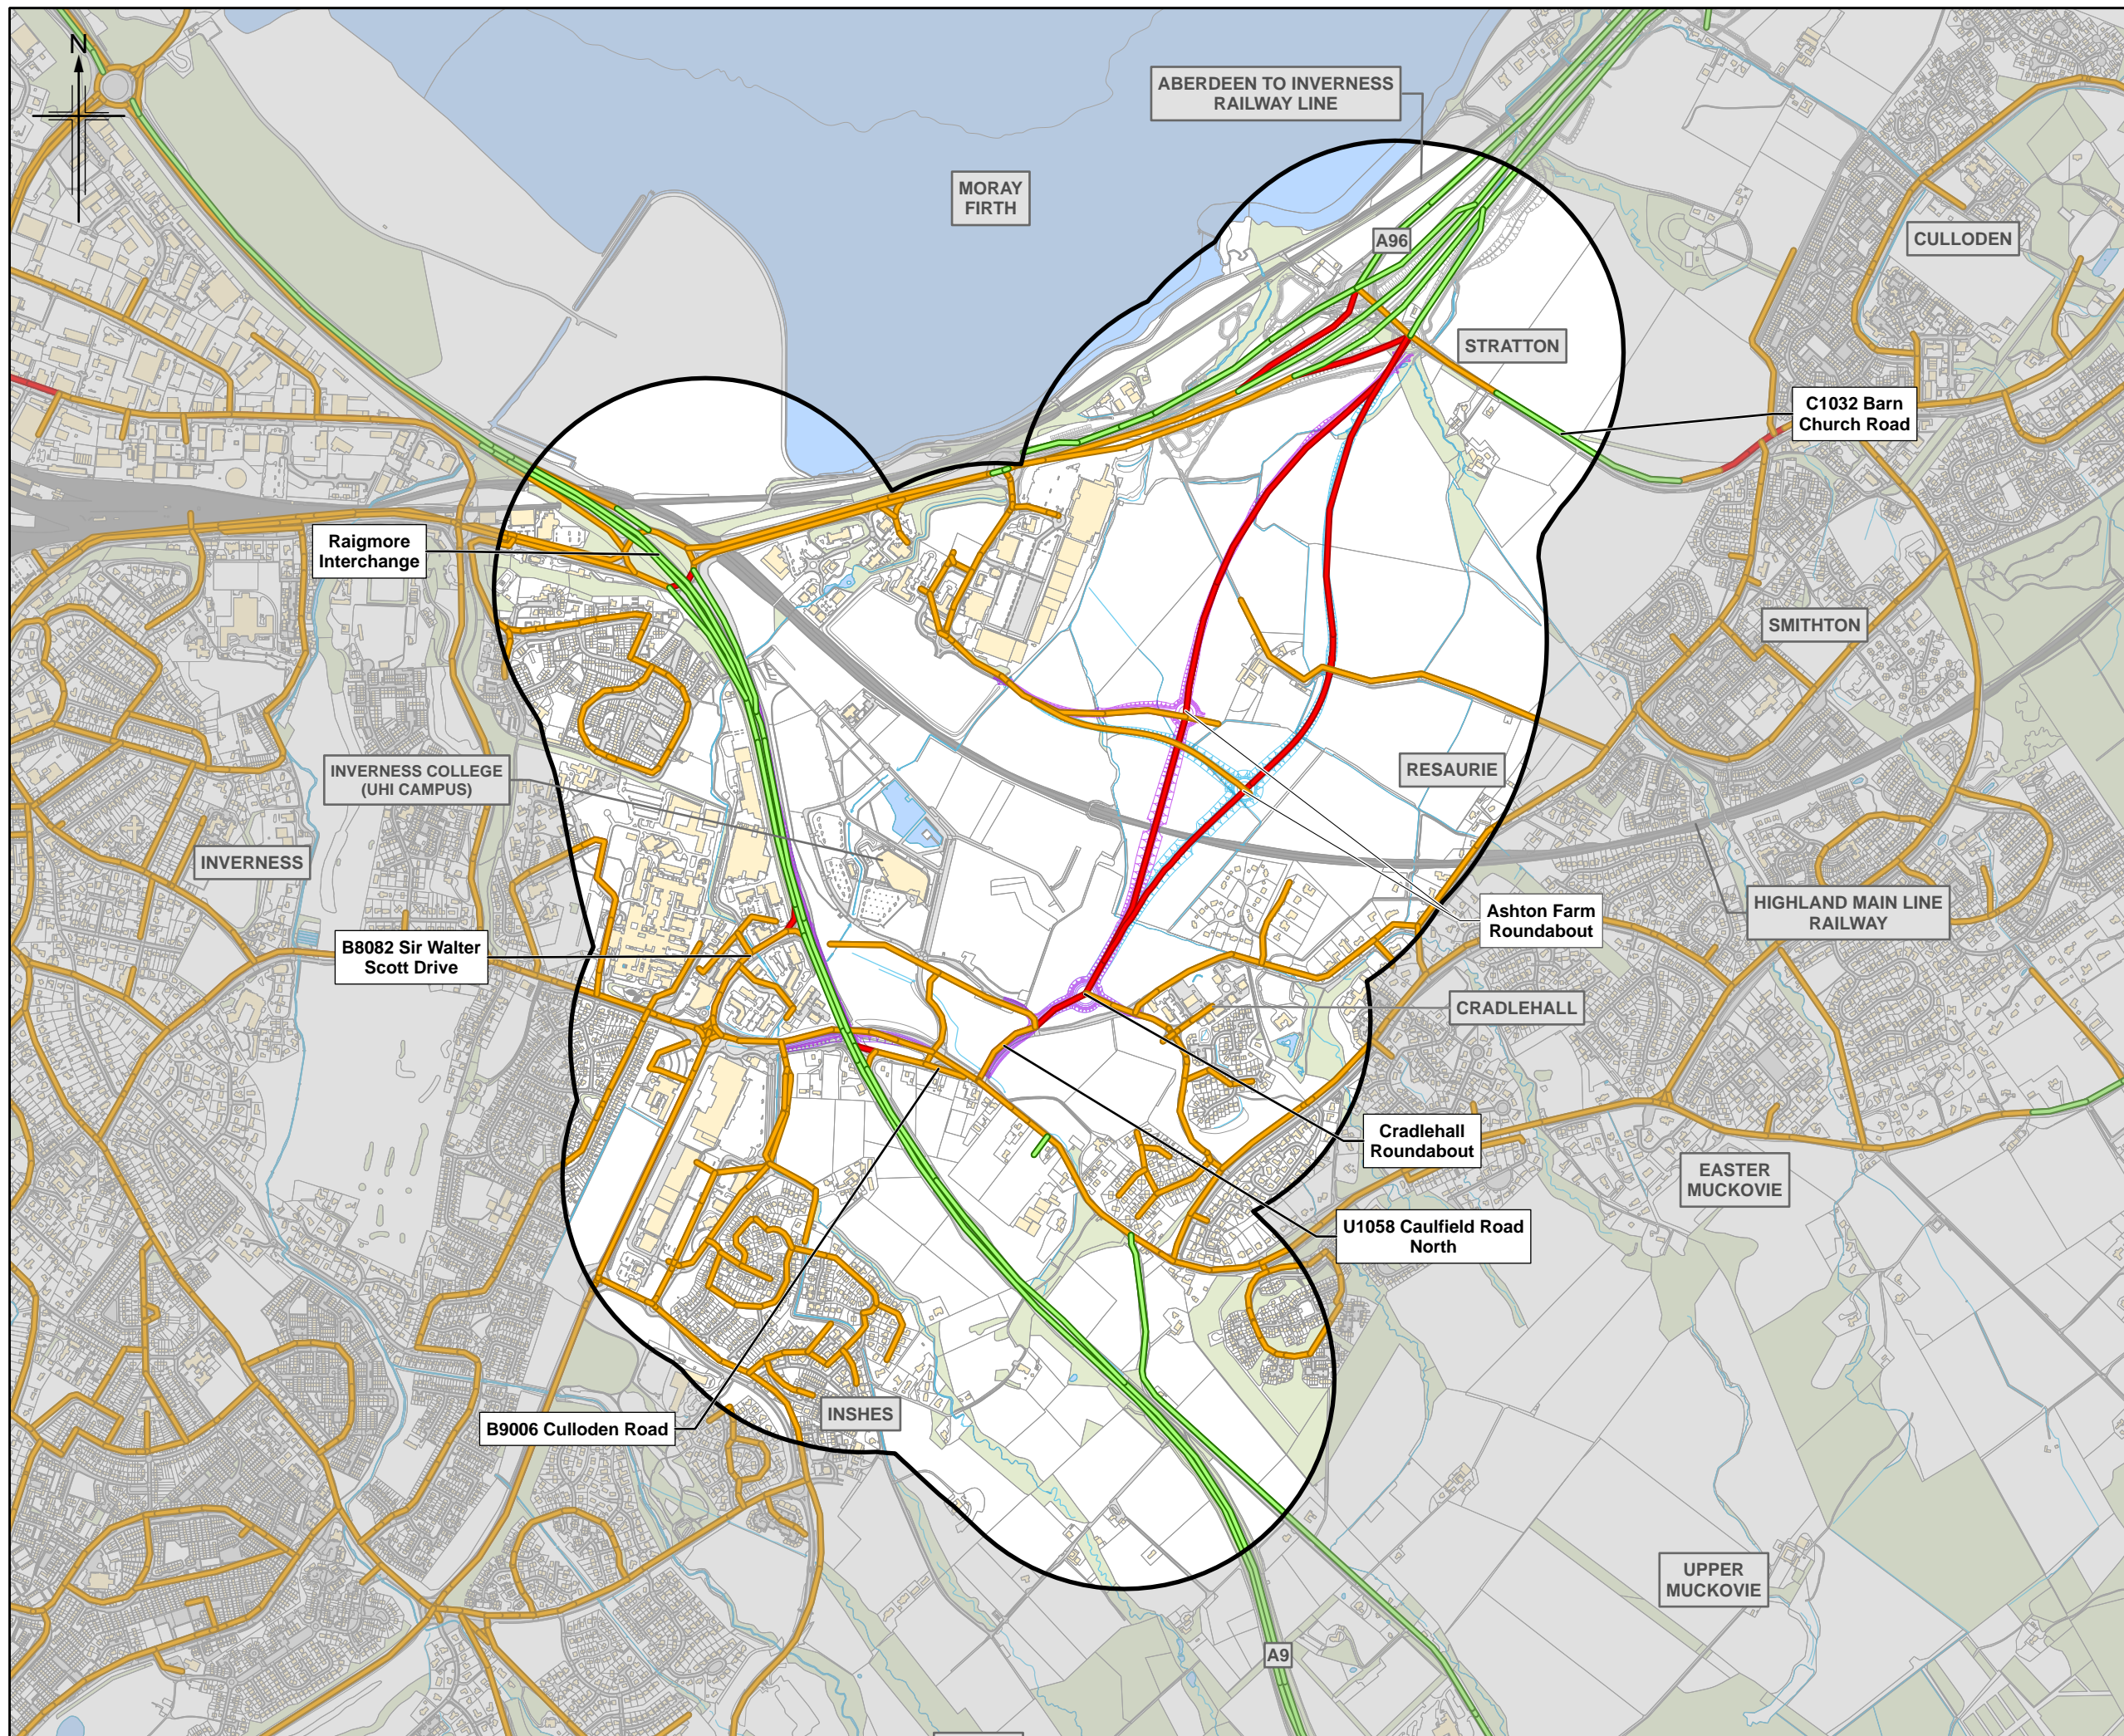 N
ABERDEEN TO INVERNESS
RAILWAY LINE
MORAY
FIRTH
A96
CULLODEN
STRATTON
C1032 Barn
Church Road
Raigmore
Interchange
SMITHTON
INVERNESS COLLEGE
(UHI CAMPUS)
RESAURIE
INVERNESS
Ashton Farm
Roundabout
HIGHLAND MAIN LINE
RAILWAY
B8082 Sir Walter
Scott Drive
CRADLEHALL
Cradlehall
Roundabout
EASTER
MUCKOVIE
U1058 Caulfield Road
North
INSHES
B9006 Culloden Road
UPPER
MUCKOVIE
A9